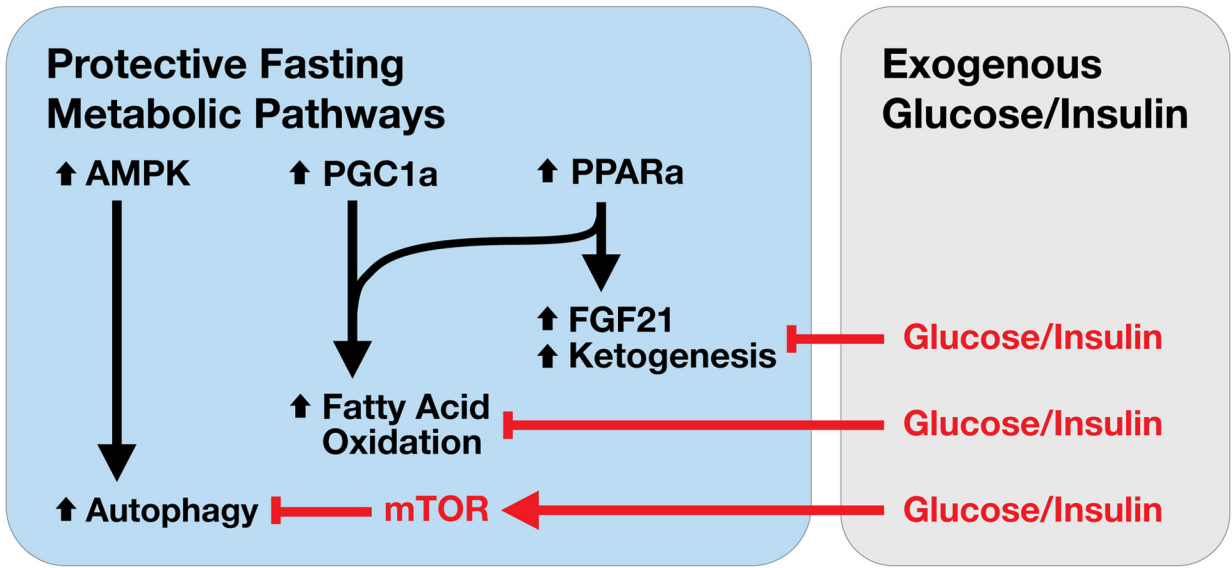 Protective Fasting
Metabolic Pathways
Exogenous
Glucose/Insulin
AMPK
PGC1a
PPARa
FGF21
Ketogenesis
Glucose/Insulin
Fatty Acid
Oxidation
Glucose/Insulin
Autophagy
mTOR
Glucose/Insulin